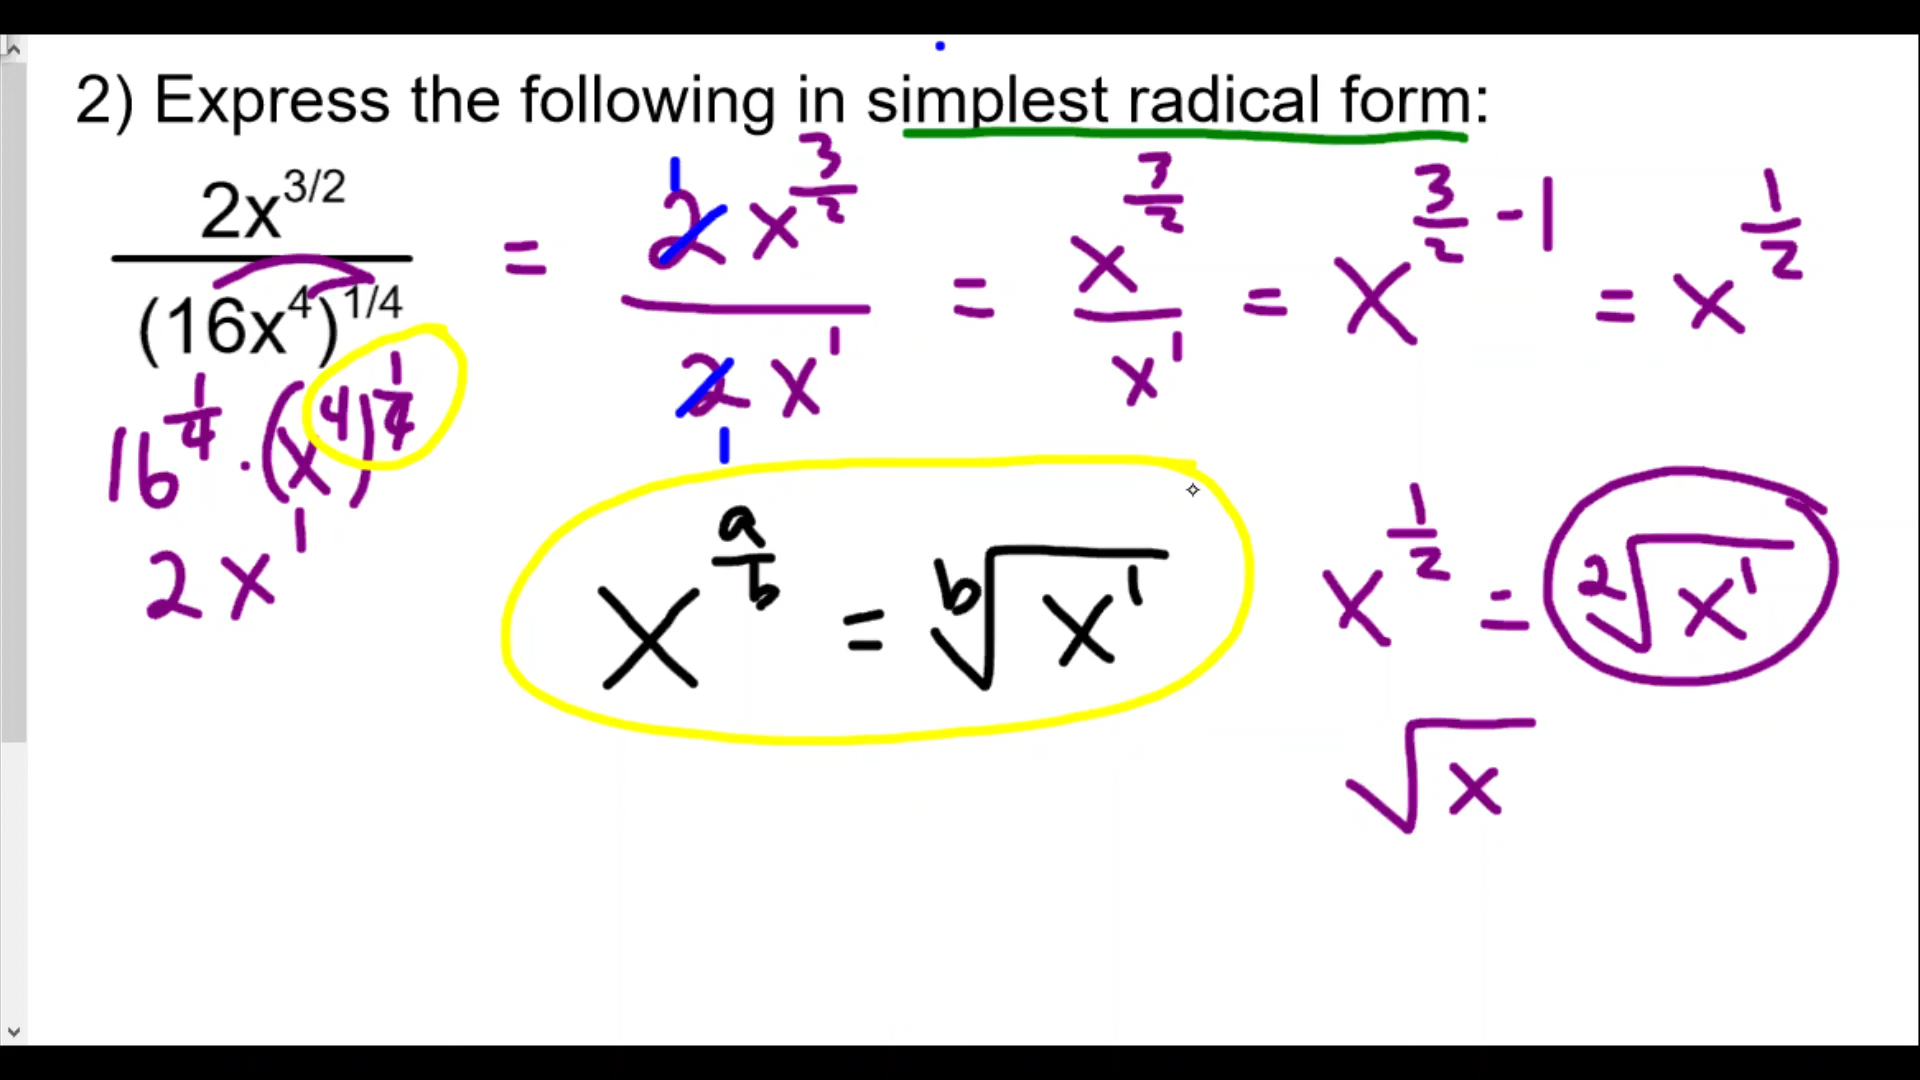 2) Express the following in simplest radical form:
2x^(3/2) / (16x^4)^(1/4) = 2x^(3/2) / 2x^1 = x^(3/2) / x^1 = x^(3/2 - 1) = x^(1/2)
1
1
16^(1/4) · (x^4)^(1/4)
2x^1
x^(a/b) = b√x^1
x^(1/2) = 2√x^1
√x